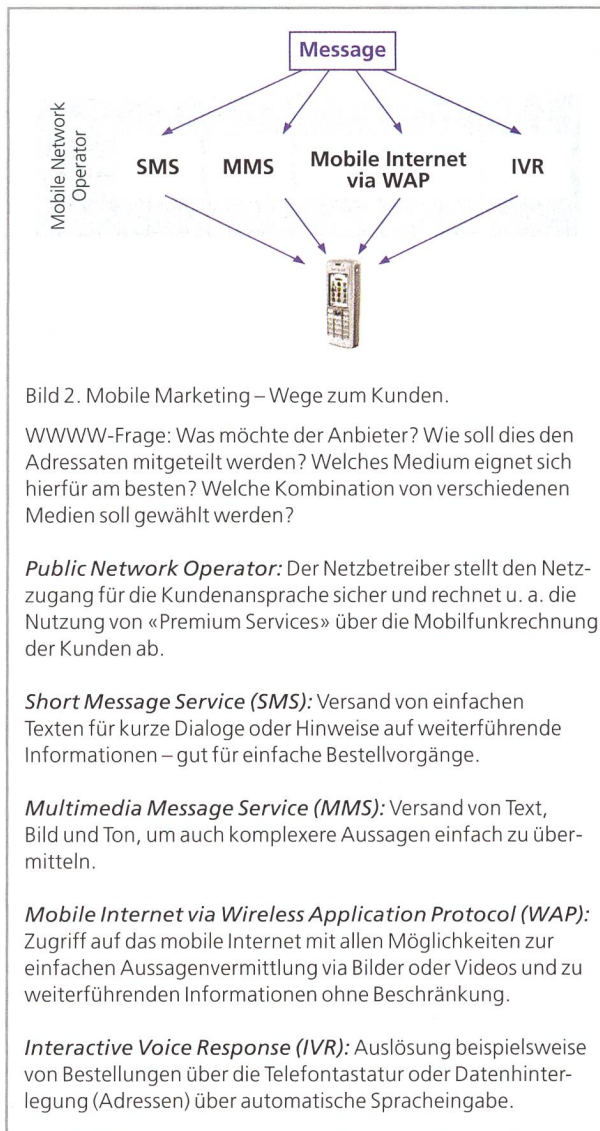 Message
Mobile Network
Operator
SMS
MMS
Mobile Internet
via WAP
IVR
Bild 2. Mobile Marketing – Wege zum Kunden.
WWWW-Frage: Was möchte der Anbieter? Wie soll dies den
Adressaten mitgeteilt werden? Welches Medium eignet sich
hierfür am besten? Welche Kombination von verschiedenen
Medien soll gewählt werden?
Public Network Operator: Der Netzbetreiber stellt den Netz-
zugang für die Kundenansprache sicher und rechnet u. a. die
Nutzung von «Premium Services» über die Mobilfunkrechnung
der Kunden ab.
Short Message Service (SMS): Versand von einfachen
Texten für kurze Dialoge oder Hinweise auf weiterführende
Informationen – gut für einfache Bestellvorgänge.
Multimedia Message Service (MMS): Versand von Text,
Bild und Ton, um auch komplexere Aussagen einfach zu über-
mitteln.
Mobile Internet via Wireless Application Protocol (WAP):
Zugriff auf das mobile Internet mit allen Möglichkeiten zur
einfachen Aussagenvermittlung via Bilder oder Videos und zu
weiterführenden Informationen ohne Beschränkung.
Interactive Voice Response (IVR): Auslösung beispielsweise
von Bestellungen über die Telefontastatur oder Datenhinter-
legung (Adressen) über automatische Spracheingabe.